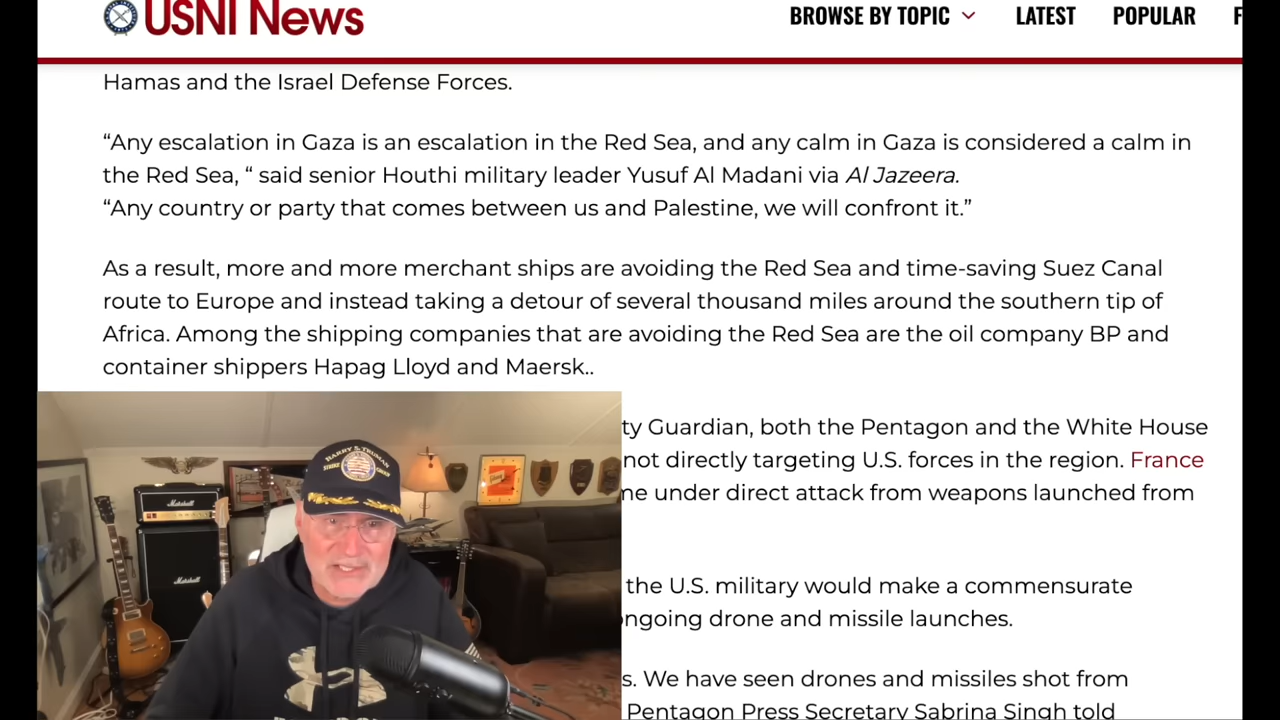 USNI News
BROWSE BY TOPIC
LATEST
POPULAR
Hamas and the Israel Defense Forces.
“Any escalation in Gaza is an escalation in the Red Sea, and any calm in Gaza is considered a calm in
the Red Sea, “ said senior Houthi military leader Yusuf Al Madani via Al Jazeera.
“Any country or party that comes between us and Palestine, we will confront it.”
As a result, more and more merchant ships are avoiding the Red Sea and time-saving Suez Canal
route to Europe and instead taking a detour of several thousand miles around the southern tip of
Africa. Among the shipping companies that are avoiding the Red Sea are the oil company BP and
container shippers Hapag Lloyd and Maersk..
ty Guardian, both the Pentagon and the White House
not directly targeting U.S. forces in the region. France
me under direct attack from weapons launched from
the U.S. military would make a commensurate
ongoing drone and missile launches.
s. We have seen drones and missiles shot from
Pentagon Press Secretary Sabrina Singh told
HARRY S. TRUMAN
STRIKE GROUP
Marshall
Marshall